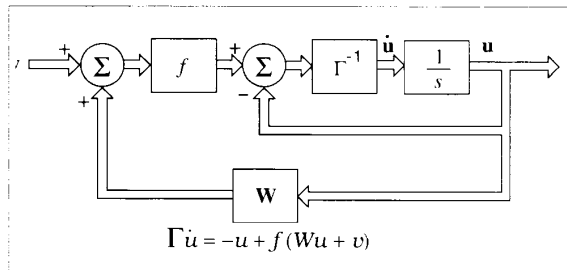 + Σ f + Σ Γ⁻¹ u̇ 1/s u
+ −
W
Γu̇ = −u + f(Wu + v)